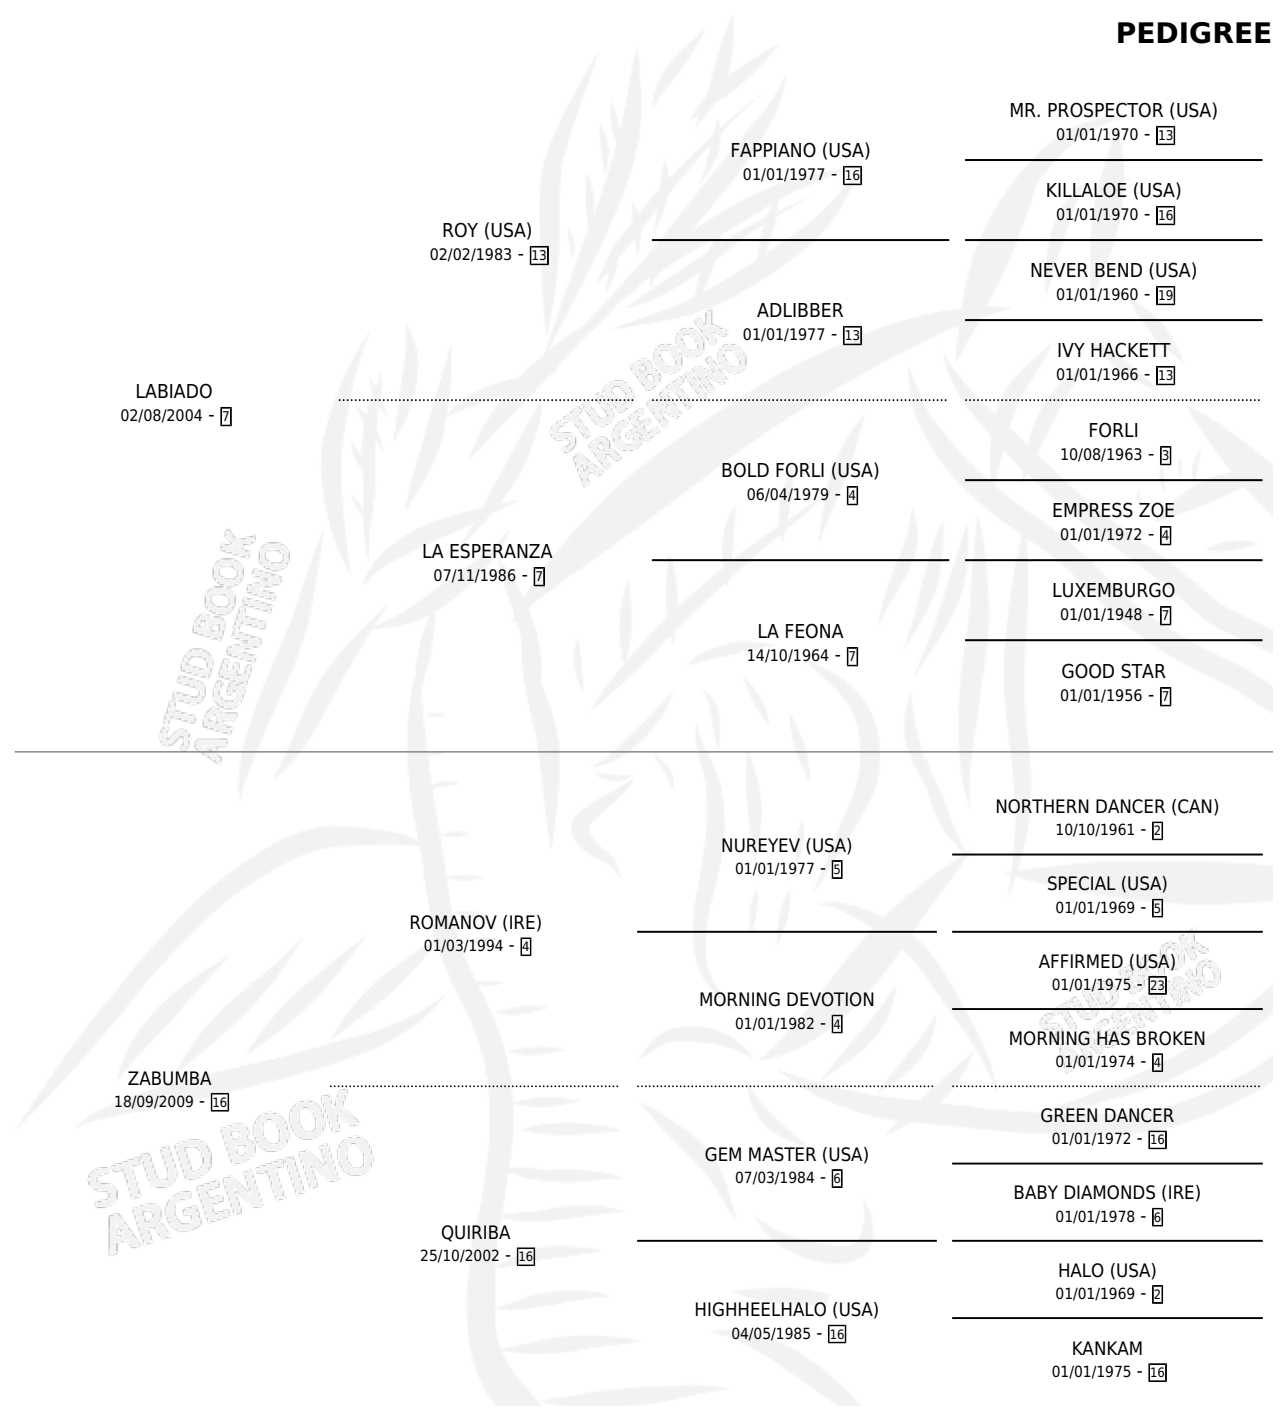 PEDIGREE
MR. PROSPECTOR (USA)
01/01/1970 - 13
FAPPIANO (USA)
01/01/1977 - 16
KILLALOE (USA)
01/01/1970 - 16
ROY (USA)
02/02/1983 - 13
NEVER BEND (USA)
01/01/1960 - 19
ADLIBBER
01/01/1977 - 13
IVY HACKETT
01/01/1966 - 13
LABIADO
02/08/2004 - 7
FORLI
10/08/1963 - 3
BOLD FORLI (USA)
06/04/1979 - 4
EMPRESS ZOE
01/01/1972 - 4
LA ESPERANZA
07/11/1986 - 7
LUXEMBURGO
01/01/1948 - 7
LA FEONA
14/10/1964 - 7
GOOD STAR
01/01/1956 - 7
STUD BOOK
ARGENTINO
STUD BOOK
ARGENTINO
NORTHERN DANCER (CAN)
10/10/1961 - 2
NUREYEV (USA)
01/01/1977 - 5
SPECIAL (USA)
01/01/1969 - 5
ROMANOV (IRE)
01/03/1994 - 4
AFFIRMED (USA)
01/01/1975 - 23
MORNING DEVOTION
01/01/1982 - 4
MORNING HAS BROKEN
01/01/1974 - 4
ZABUMBA
18/09/2009 - 16
GREEN DANCER
01/01/1972 - 16
GEM MASTER (USA)
07/03/1984 - 6
BABY DIAMONDS (IRE)
01/01/1978 - 6
QUIRIBA
25/10/2002 - 16
HALO (USA)
01/01/1969 - 2
HIGHHEELHALO (USA)
04/05/1985 - 16
KANKAM
01/01/1975 - 16
STUD BOOK
ARGENTINO
STUD BOOK
ARGENTINO